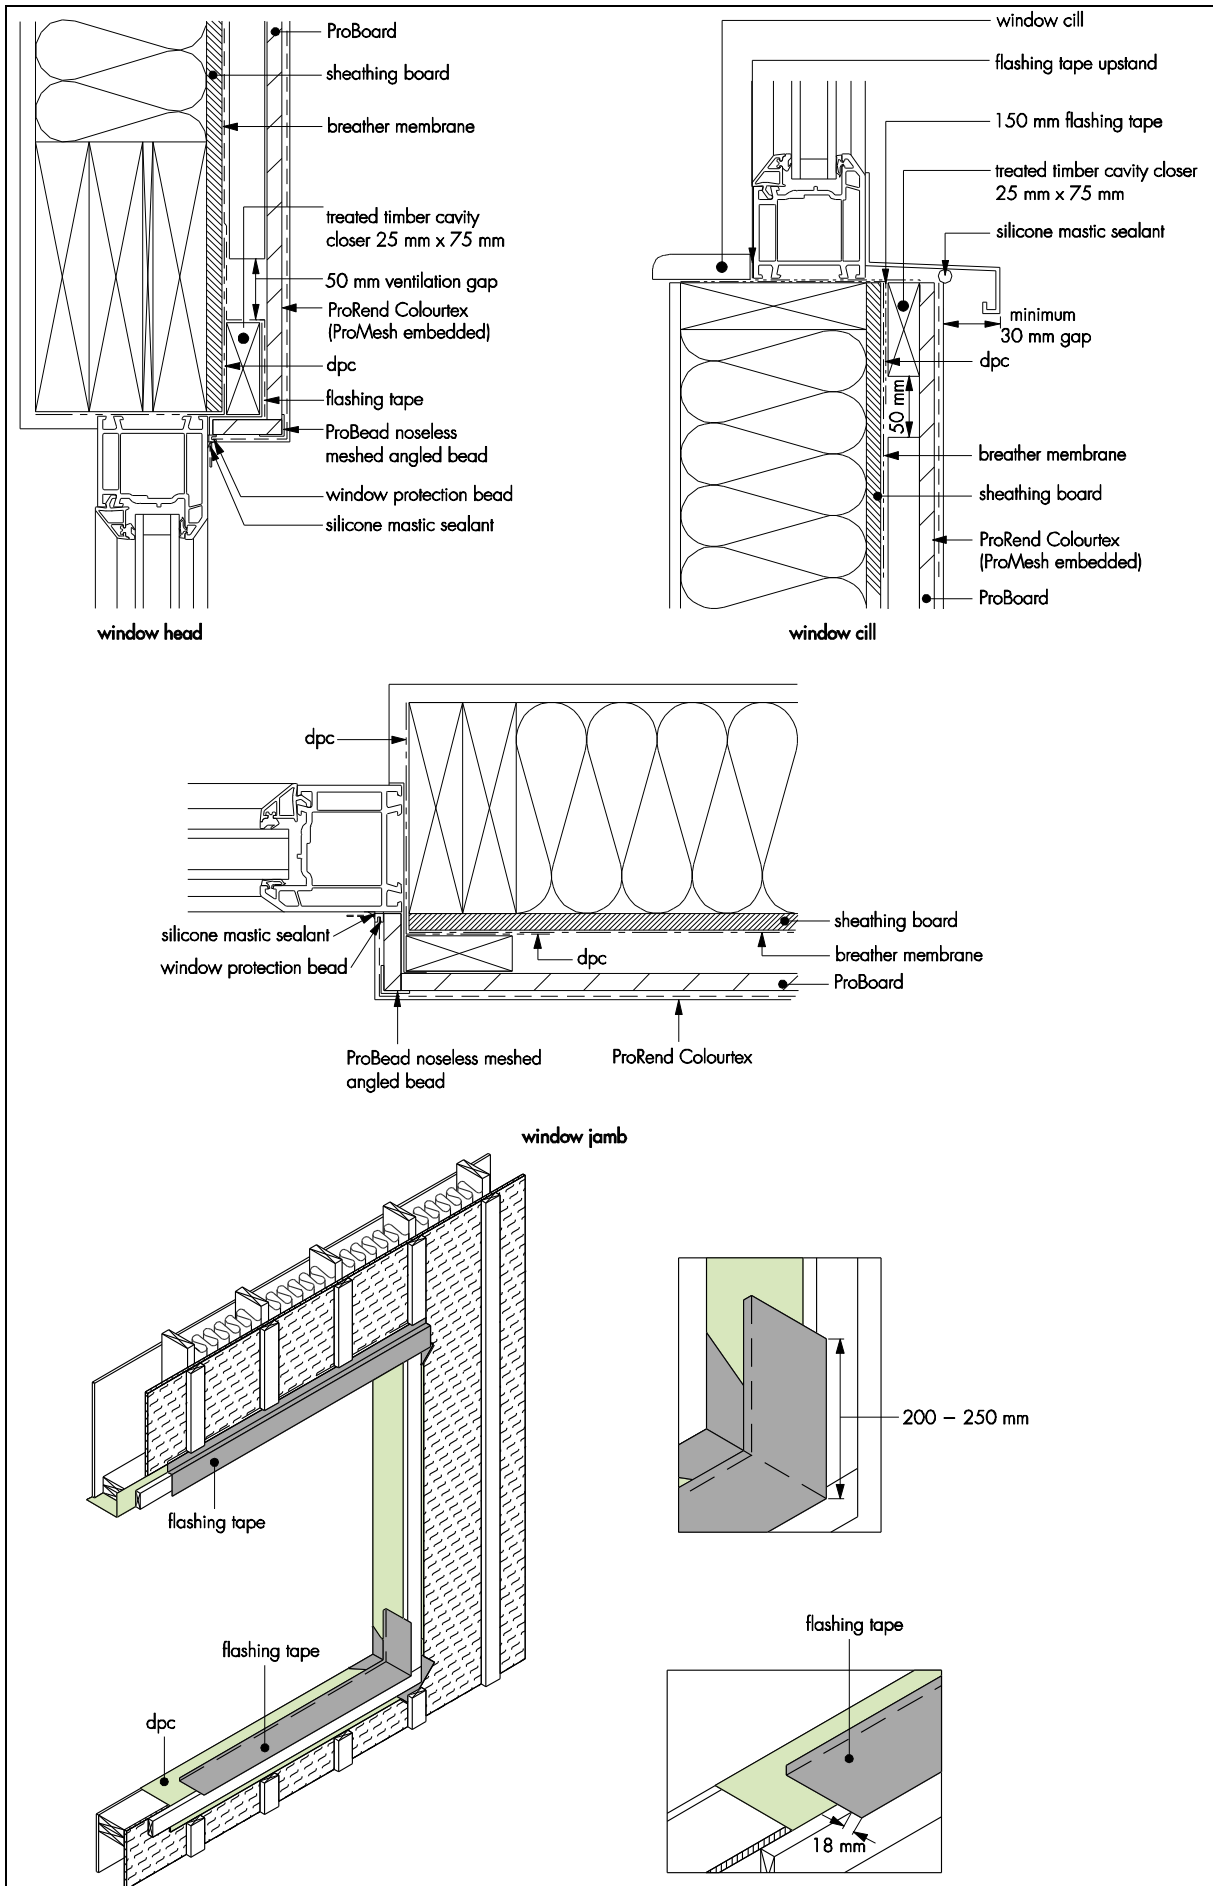 ProBoard
sheathing board
breather membrane
treated timber cavity
closer 25 mm x 75 mm
50 mm ventilation gap
ProRend Colourtex
(ProMesh embedded)
dpc
flashing tape
ProBead noseless
meshed angled bead
window protection bead
silicone mastic sealant
window head
window cill
flashing tape upstand
150 mm flashing tape
treated timber cavity closer
25 mm x 75 mm
silicone mastic sealant
minimum
30 mm gap
dpc
50 mm
breather membrane
sheathing board
ProRend Colourtex
(ProMesh embedded)
ProBoard
window cill
dpc
silicone mastic sealant
window protection bead
sheathing board
breather membrane
dpc
ProBoard
ProBead noseless meshed
angled bead
ProRend Colourtex
window jamb
flashing tape
200 – 250 mm
flashing tape
dpc
flashing tape
18 mm